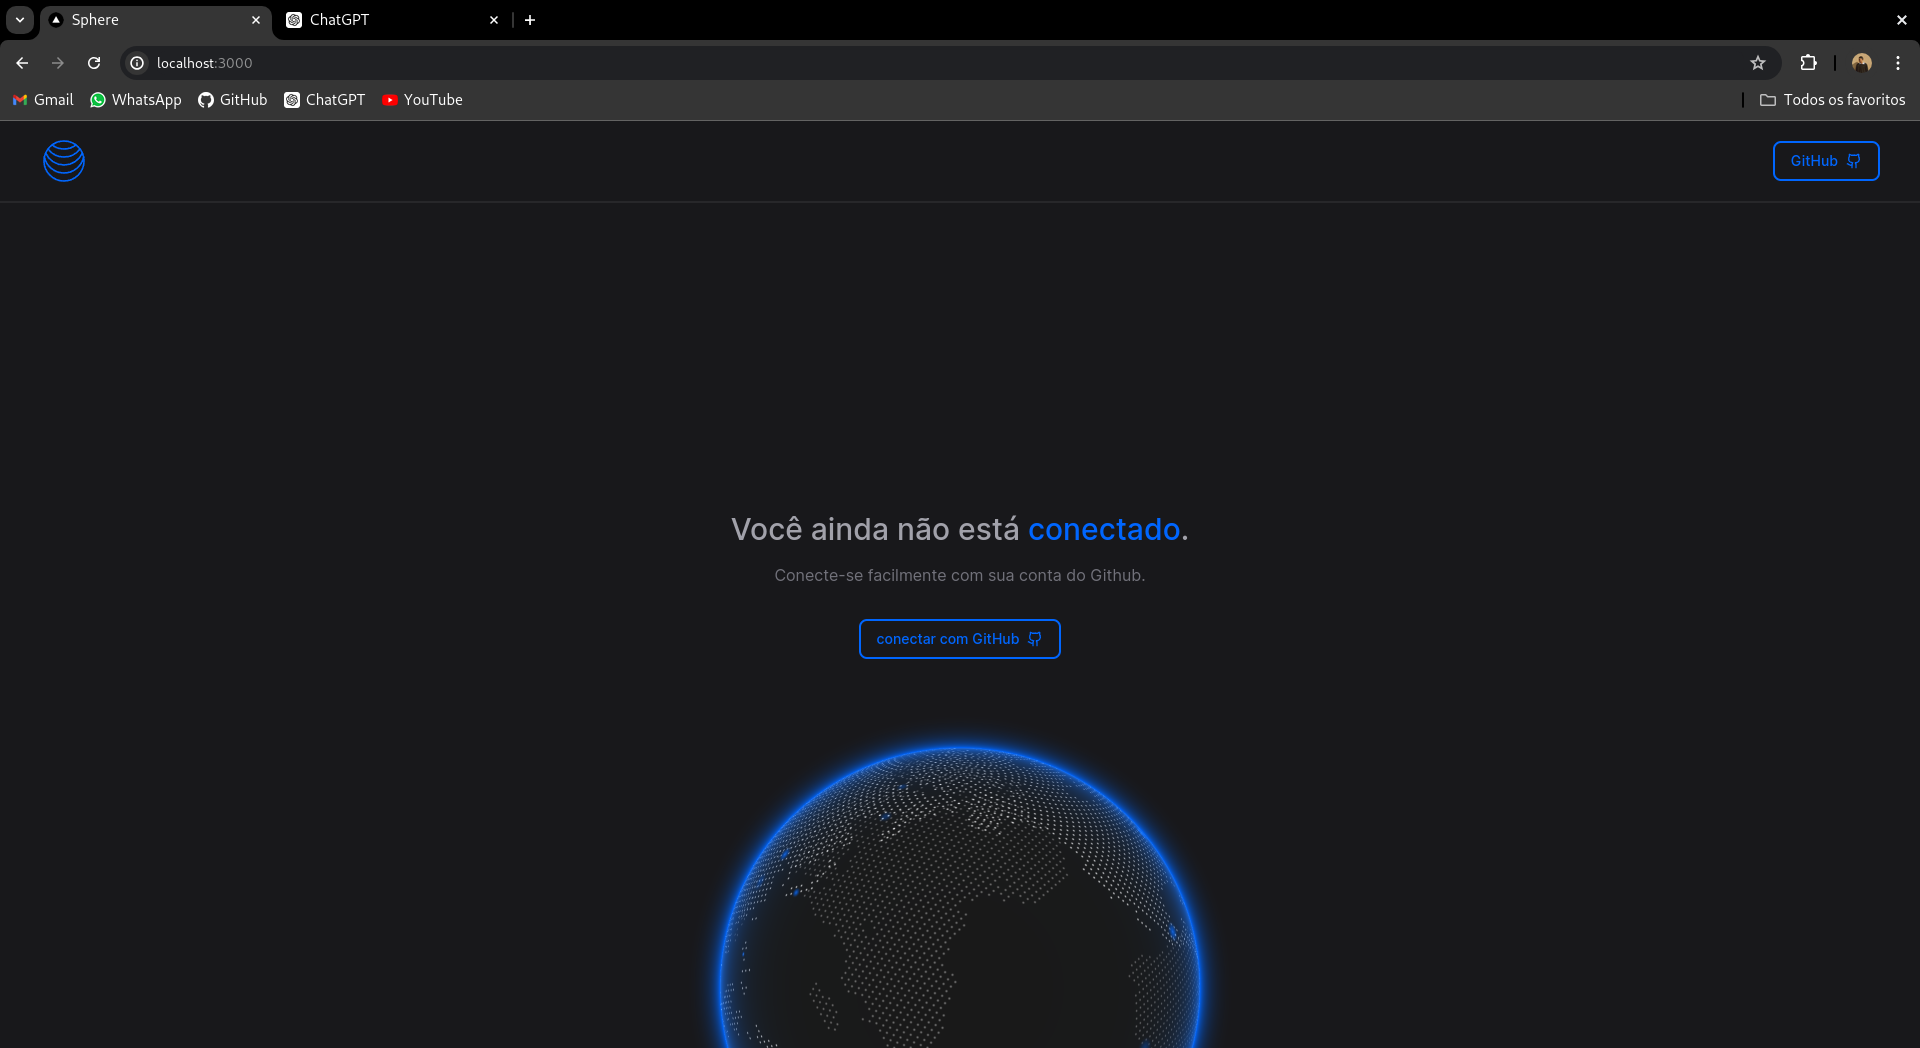 Sphere
ChatGPT
localhost:3000
Gmail
WhatsApp
GitHub
ChatGPT
YouTube
Todos os favoritos
GitHub
Você ainda não está conectado.
Conecte-se facilmente com sua conta do Github.
conectar com GitHub